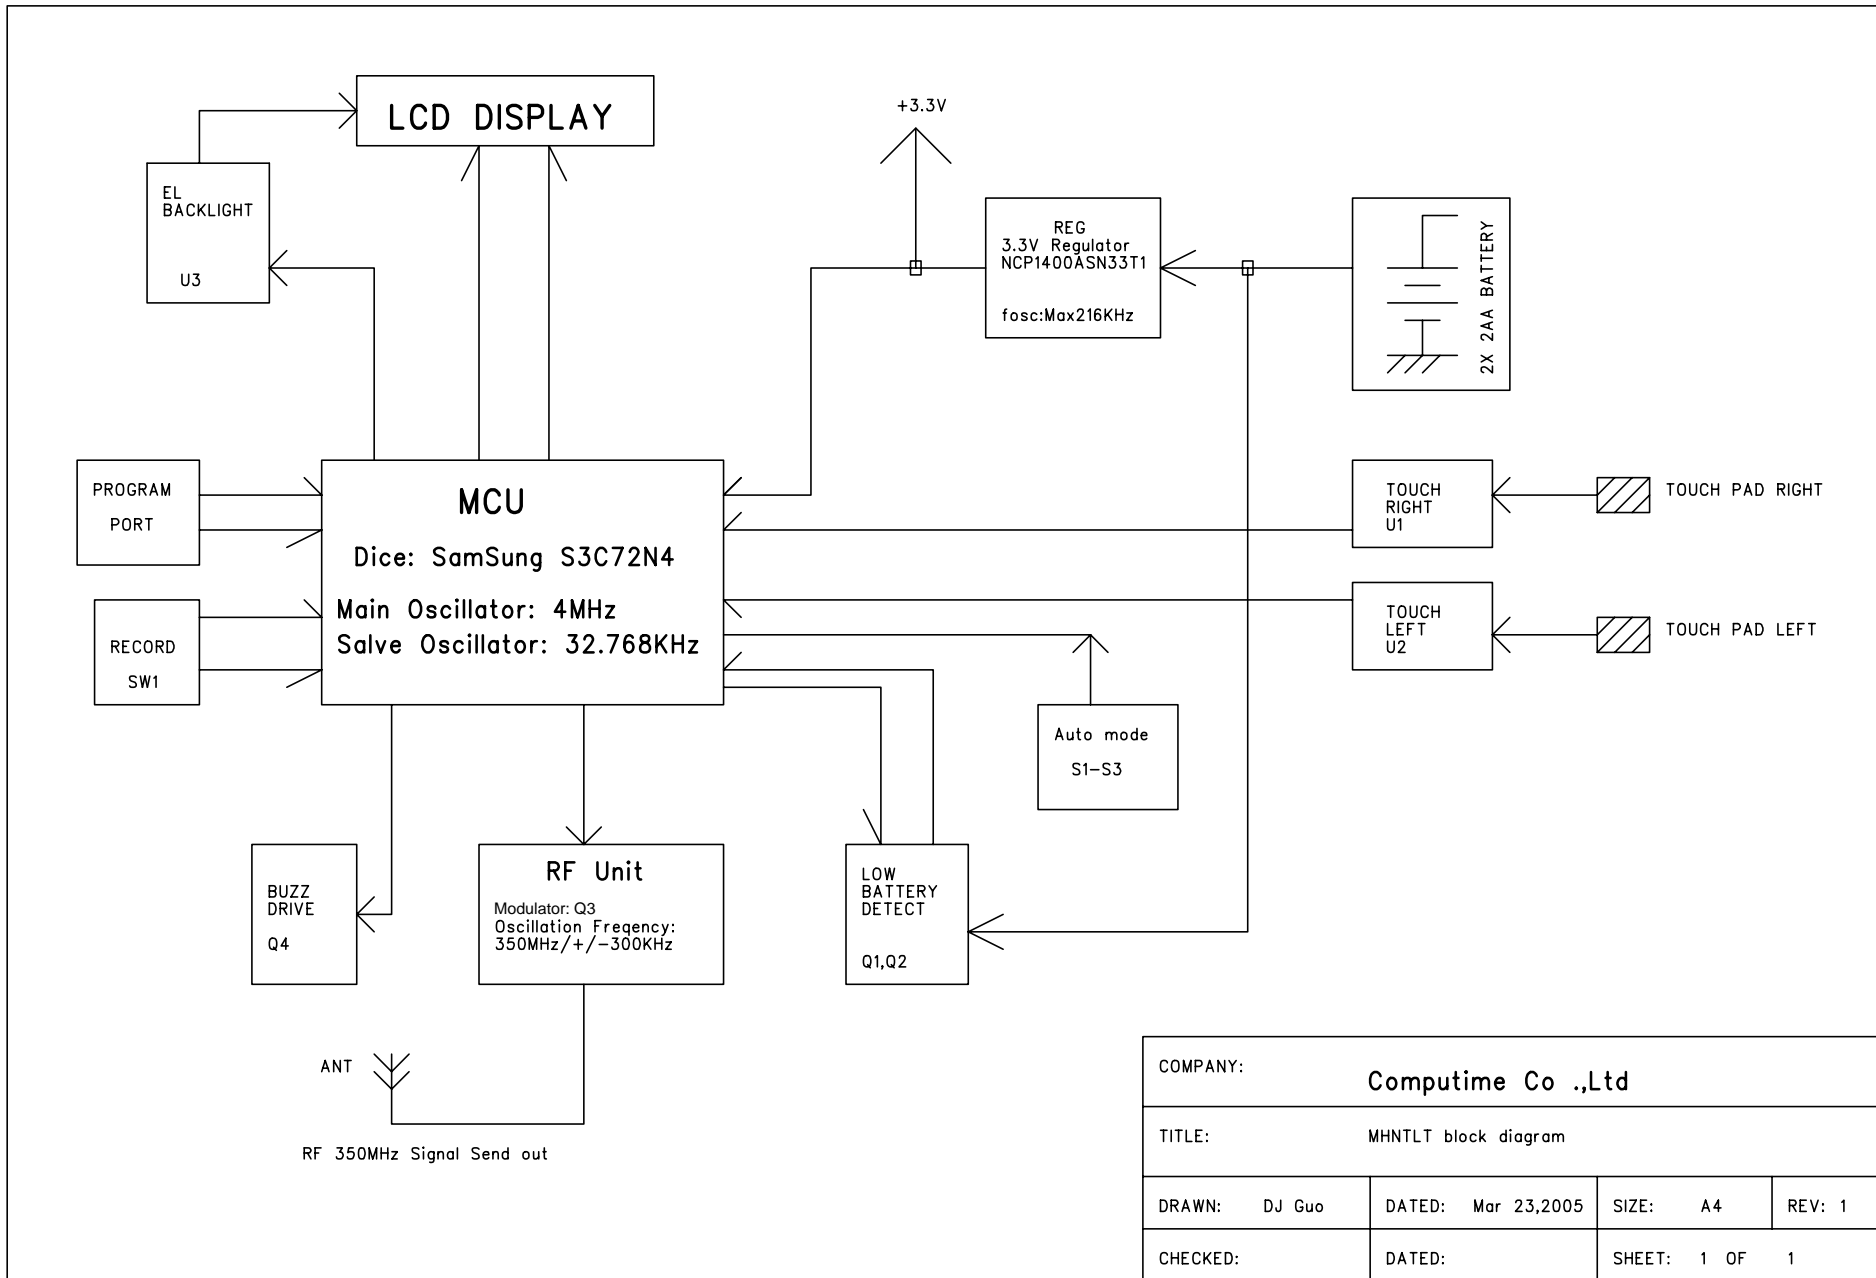 LCD DISPLAY
+3.3V
EL
BACKLIGHT
U3
REG
3.3V Regulator
NCP1400ASN33T1
fosc:Max216KHz
2X 2AA BATTERY
PROGRAM
PORT
MCU
Dice: SamSung S3C72N4
Main Oscillator: 4MHz
Salve Oscillator: 32.768KHz
TOUCH
RIGHT
U1
TOUCH PAD RIGHT
RECORD
SW1
TOUCH
LEFT
U2
TOUCH PAD LEFT
Auto mode
S1-S3
BUZZ
DRIVE
Q4
RF Unit
Modulator: Q3
Oscillation Freqency:
350MHz/+/-300KHz
LOW
BATTERY
DETECT
Q1,Q2
ANT
RF 350MHz Signal Send out
COMPANY: Computime Co .,Ltd
TITLE: MHNTLT block diagram
DRAWN: DJ Guo DATED: Mar 23,2005 SIZE: A4 REV: 1
CHECKED: DATED: SHEET: 1 OF 1